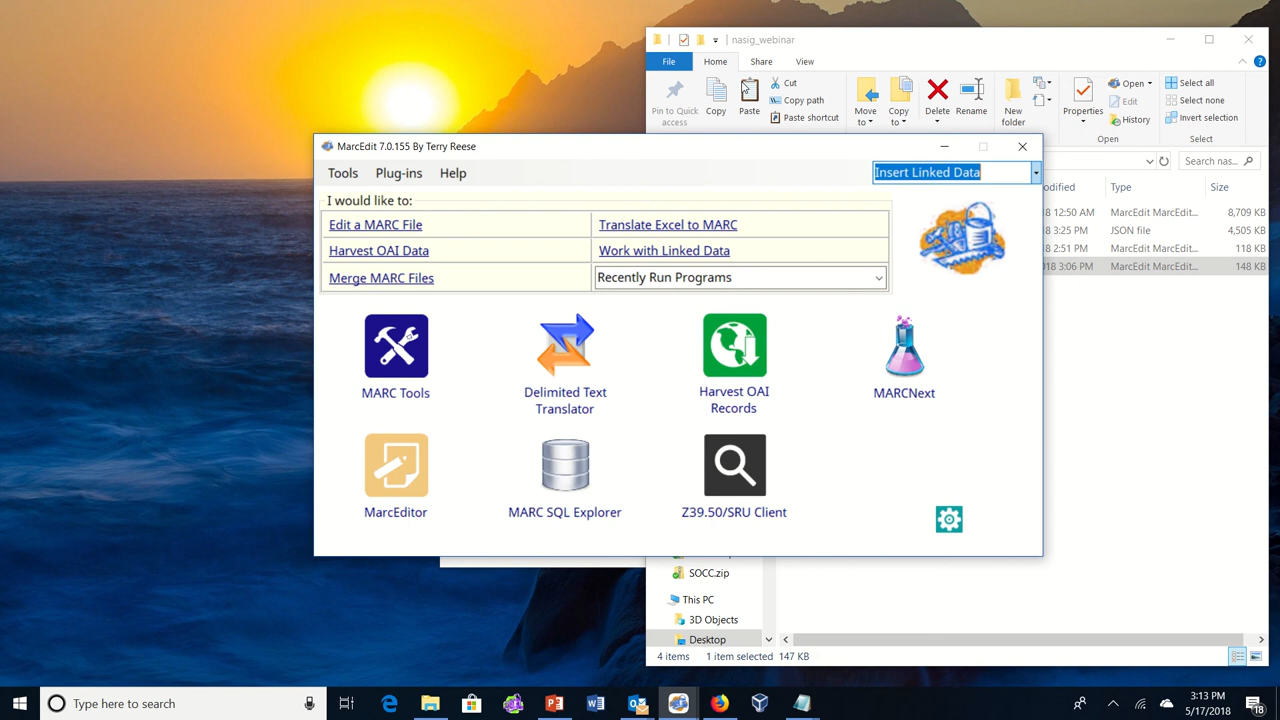 nasig_webinar
File Home Share View
Pin to Quick access
Copy
Paste
Cut
Copy path
Paste shortcut
Move to
Copy to
Delete
Rename
New folder
Properties
Open
Edit
History
Open
Select all
Select none
Invert selection
Select
Search nas...
odified Type Size
8 12:50 AM MarcEdit MarcEdit... 8,709 KB
8 3:25 PM JSON file 4,505 KB
8 2:51 PM MarcEdit MarcEdit... 118 KB
018 3:06 PM MarcEdit MarcEdit... 148 KB
MarcEdit 7.0.155 By Terry Reese
Tools Plug-ins Help
Insert Linked Data
I would like to:
Edit a MARC File Translate Excel to MARC
Harvest OAI Data Work with Linked Data
Merge MARC Files Recently Run Programs
MARC Tools
Delimited Text Translator
Harvest OAI Records
MARCNext
MarcEditor
MARC SQL Explorer
Z39.50/SRU Client
SOCC.zip
This PC
3D Objects
Desktop
4 items 1 item selected 147 KB
Type here to search
3:13 PM
5/17/2018
18